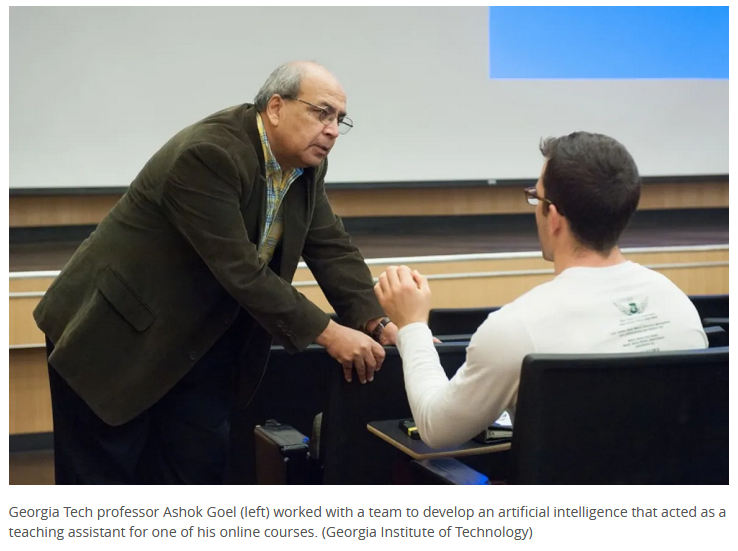 Georgia Tech professor Ashok Goel (left) worked with a team to develop an artificial intelligence that acted as a
teaching assistant for one of his online courses. (Georgia Institute of Technology)